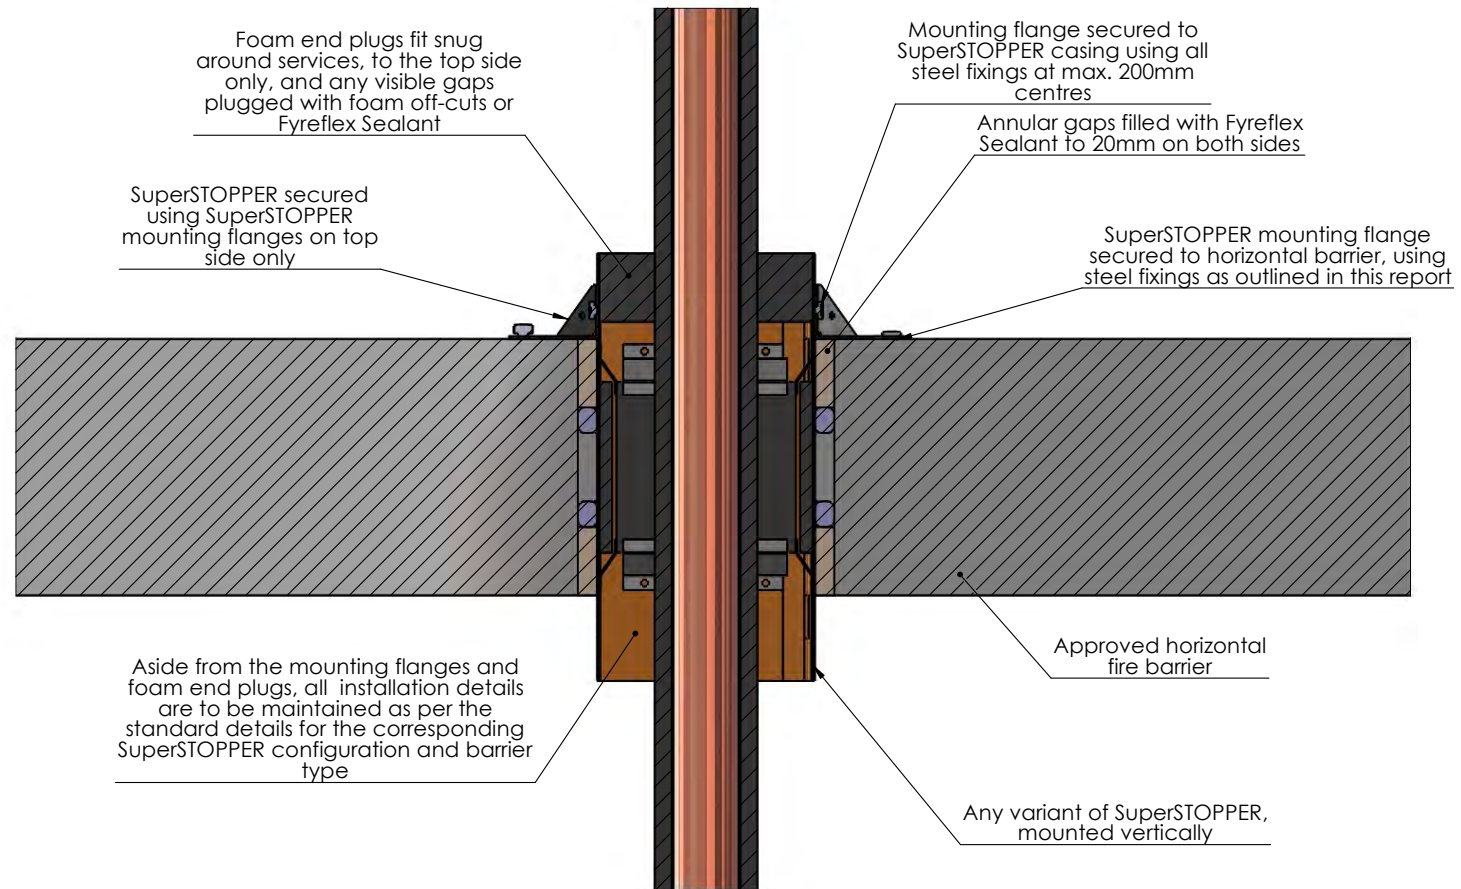 Foam end plugs fit snug
around services, to the top side
only, and any visible gaps
plugged with foam off-cuts or
Fyreflex Sealant
Mounting flange secured to
SuperSTOPPER casing using all
steel fixings at max. 200mm
centres
Annular gaps filled with Fyreflex
Sealant to 20mm on both sides
SuperSTOPPER secured
using SuperSTOPPER
mounting flanges on top
side only
SuperSTOPPER mounting flange
secured to horizontal barrier, using
steel fixings as outlined in this report
Aside from the mounting flanges and
foam end plugs, all installation details
are to be maintained as per the
standard details for the corresponding
SuperSTOPPER configuration and barrier
type
Approved horizontal
fire barrier
Any variant of SuperSTOPPER,
mounted vertically